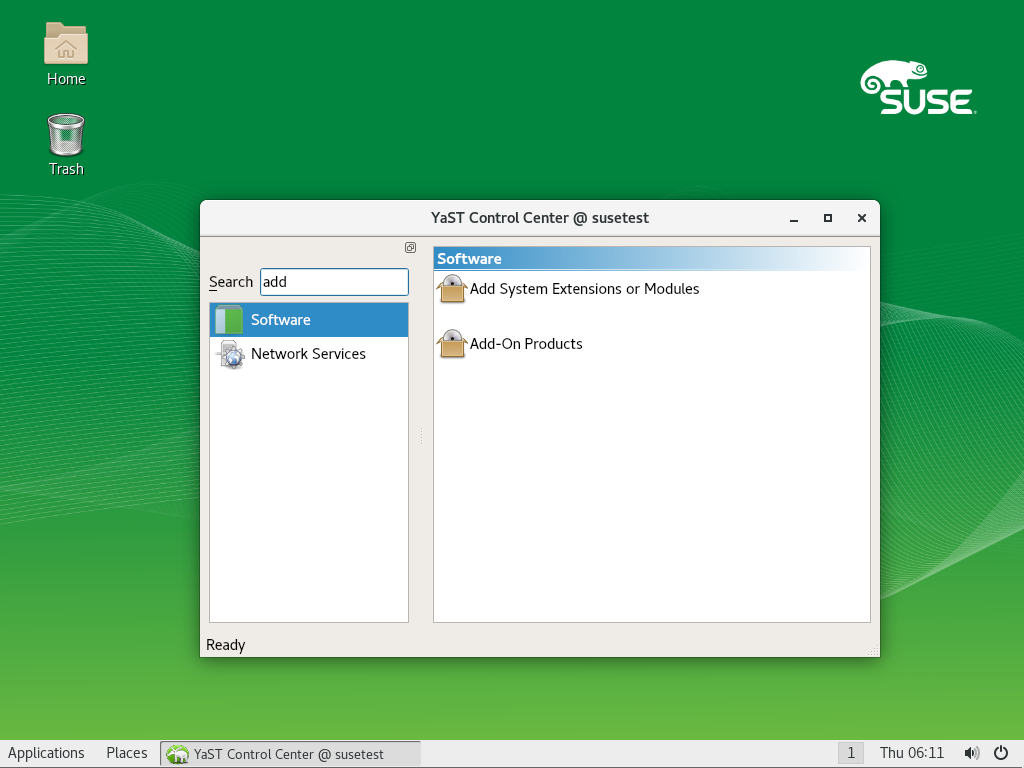 Home
Trash
SUSE
YaST Control Center @ susetest
Search add
Software
Network Services
Software
Add System Extensions or Modules
Add-On Products
Ready
Applications Places YaST Control Center @ susetest 1 Thu 06:11